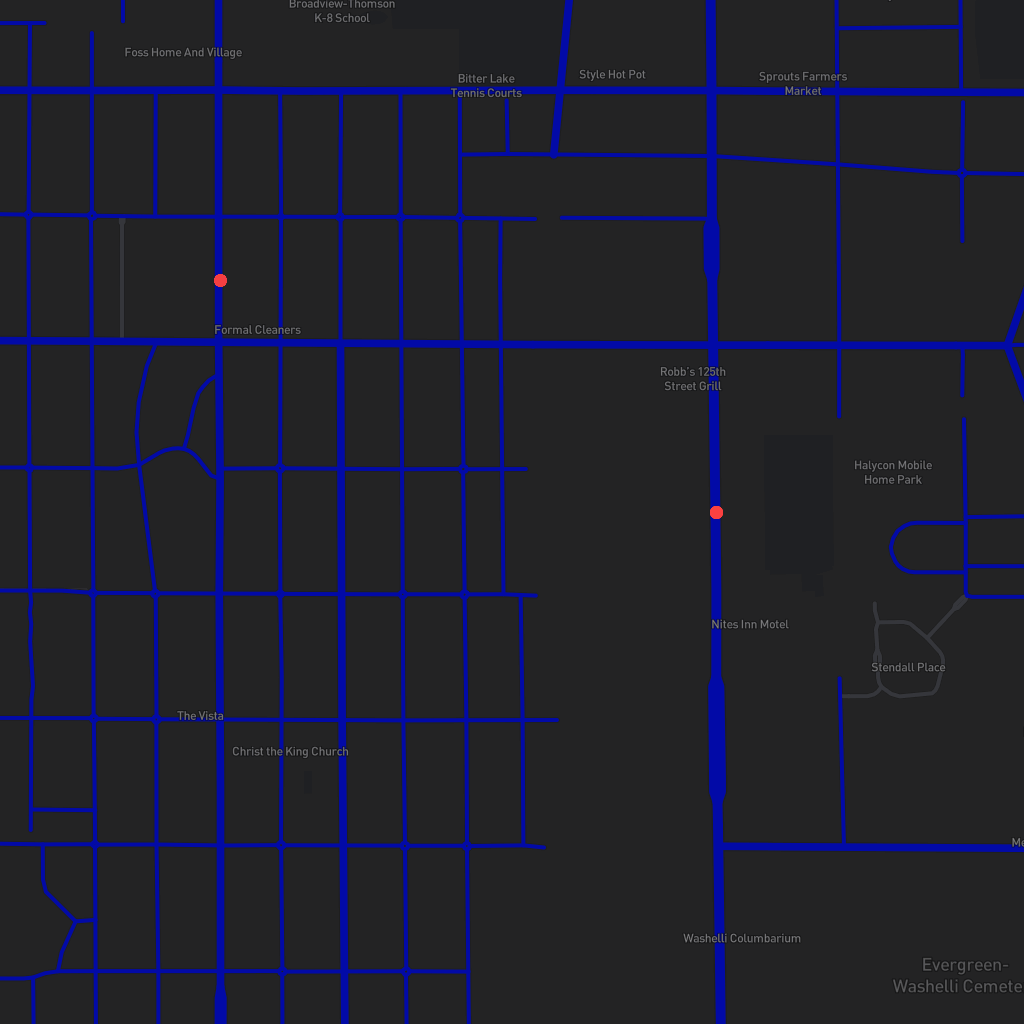 Broadview-Thomson
K-8 School
Foss Home And Village
Style Hot Pot
Bitter Lake
Tennis Courts
Sprouts Farmers
Market
Formal Cleaners
Robb's 125th
Street Grill
Halycon Mobile
Home Park
Nites Inn Motel
Stendall Place
The Vista
Christ the King Church
Me
Washelli Columbarium
Evergreen-
Washelli Cemete